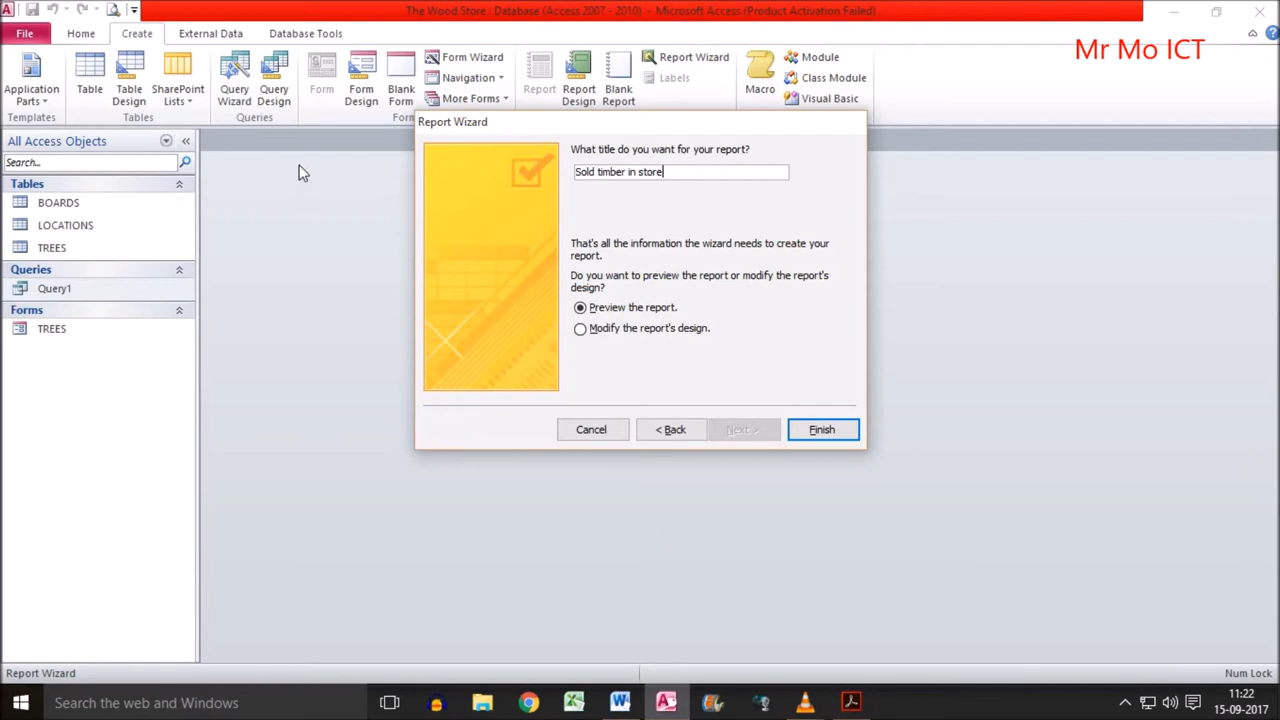 The Wood Store : Database (Access 2007 - 2010) – Microsoft Access (Product Activation Failed)
File
Home
Create
External Data
Database Tools
Mr Mo ICT
Application Parts
Table
Table Design
SharePoint Lists
Query Wizard
Query Design
Form
Form Design
Blank Form
Form Wizard
Navigation
More Forms
Report
Report Design
Blank Report
Report Wizard
Labels
Macro
Module
Class Module
Visual Basic
Templates
Tables
Queries
Forr
All Access Objects
Search...
Tables
BOARDS
LOCATIONS
TREES
Queries
Query1
Forms
TREES
Report Wizard
What title do you want for your report?
Sold timber in store
That's all the information the wizard needs to create your
report.
Do you want to preview the report or modify the report's
design?
Preview the report.
Modify the report's design.
Cancel
< Back
Next >
Finish
Report Wizard
Num Lock
Search the web and Windows
11:22
15-09-2017